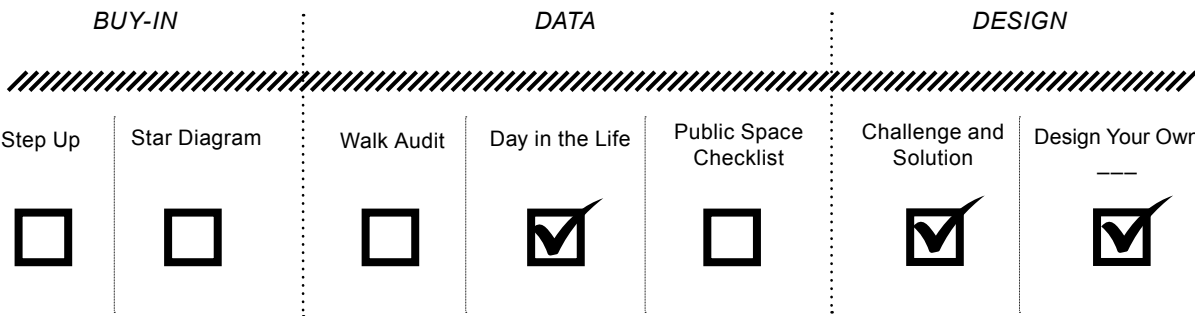 BUY-IN
DATA
DESIGN
Step Up
Star Diagram
Walk Audit
Day in the Life
Public Space
Checklist
Challenge and
Solution
Design Your Own
___